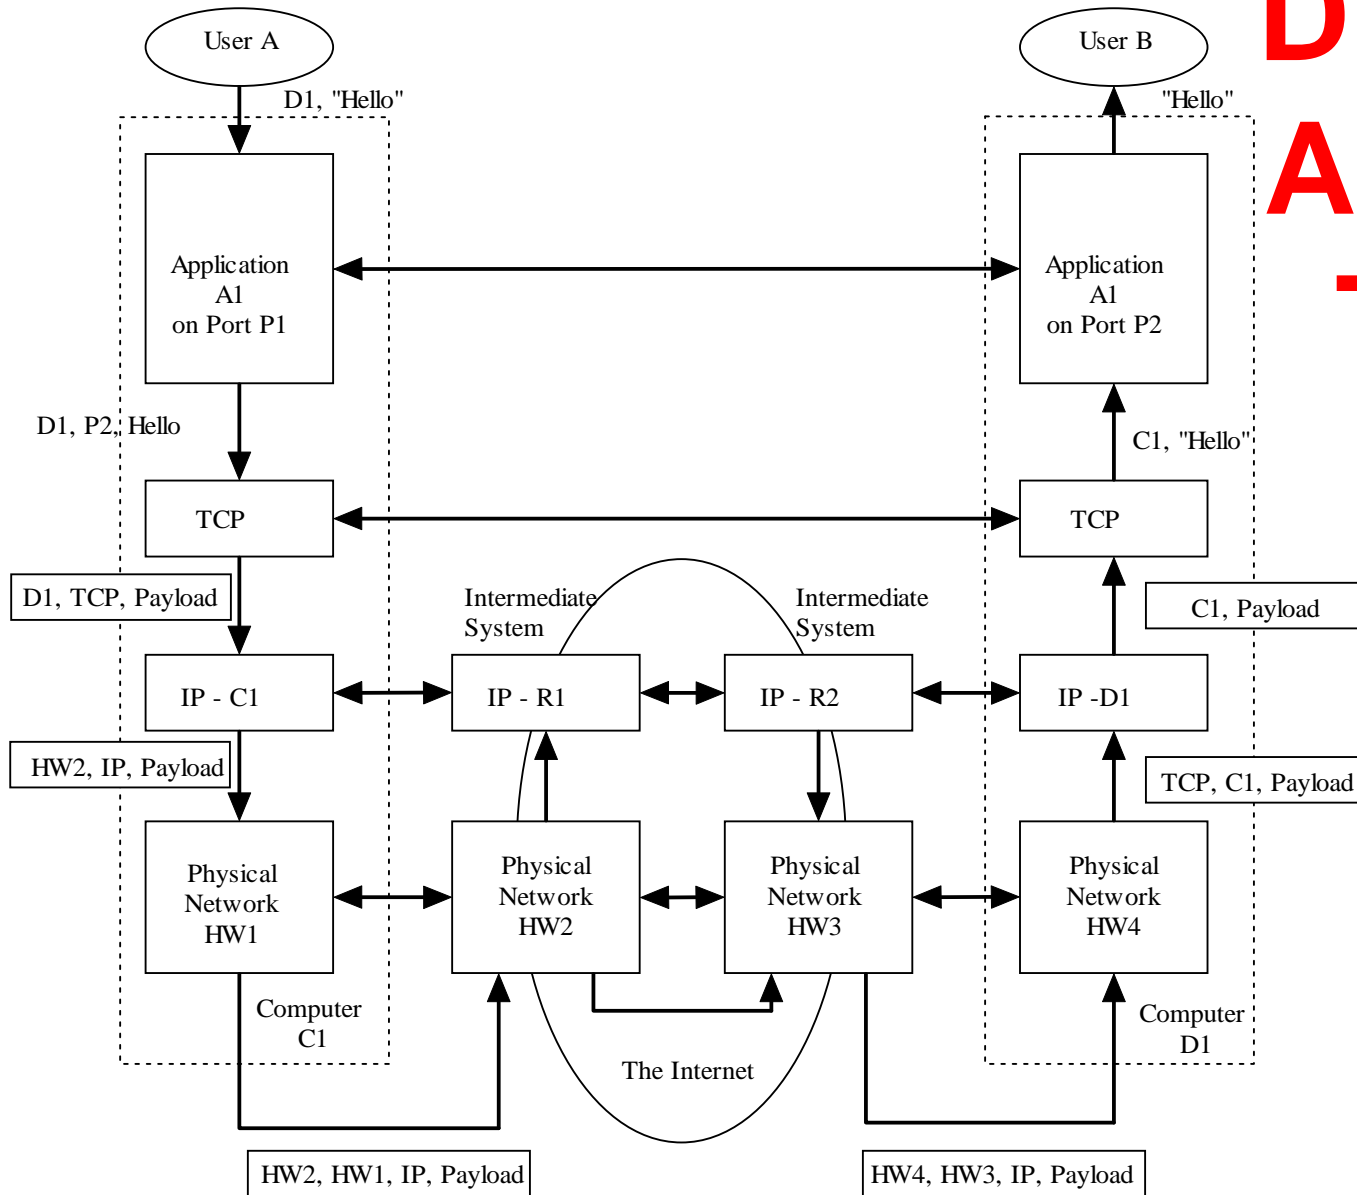 User A
User B
D
D1, "Hello"
"Hello"
A
Application
A1
on Port P1
Application
A1
on Port P2
D1, P2, Hello
C1, "Hello"
TCP
TCP
D1, TCP, Payload
Intermediate
System
Intermediate
System
C1, Payload
IP - C1
IP - R1
IP - R2
IP -D1
HW2, IP, Payload
TCP, C1, Payload
Physical
Network
HW1
Physical
Network
HW2
Physical
Network
HW3
Physical
Network
HW4
Computer
C1
Computer
D1
The Internet
HW2, HW1, IP, Payload
HW4, HW3, IP, Payload